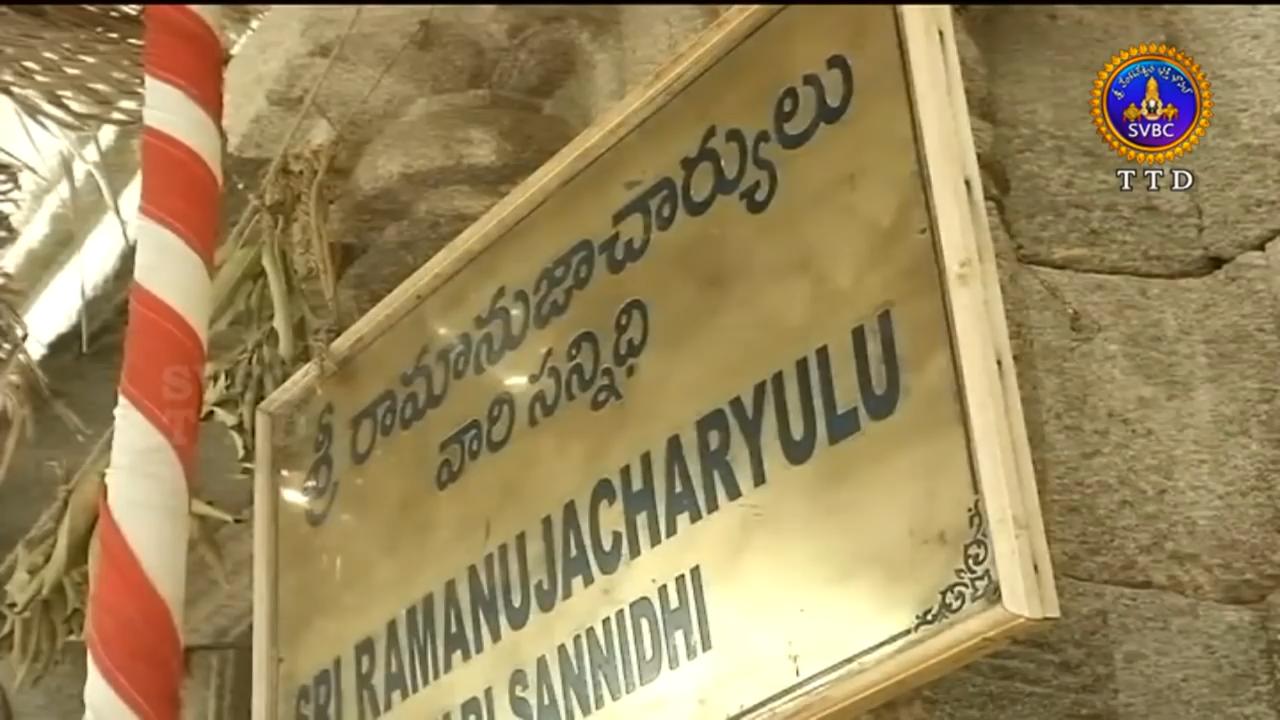 శ్రీ రామానుజాచార్యులు
వారి సన్నిధి
SRI RAMANUJACHARYULU
SANNIDHI
SVBC
TTD